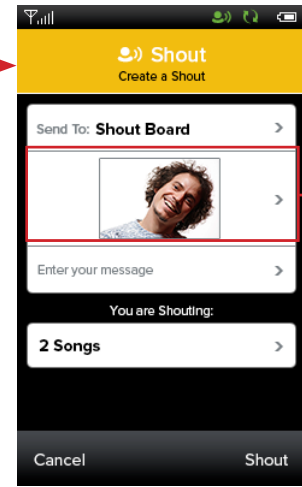 Shout
Create a Shout
Send To: Shout Board
Enter your message
You are Shouting:
2 Songs
Cancel Shout